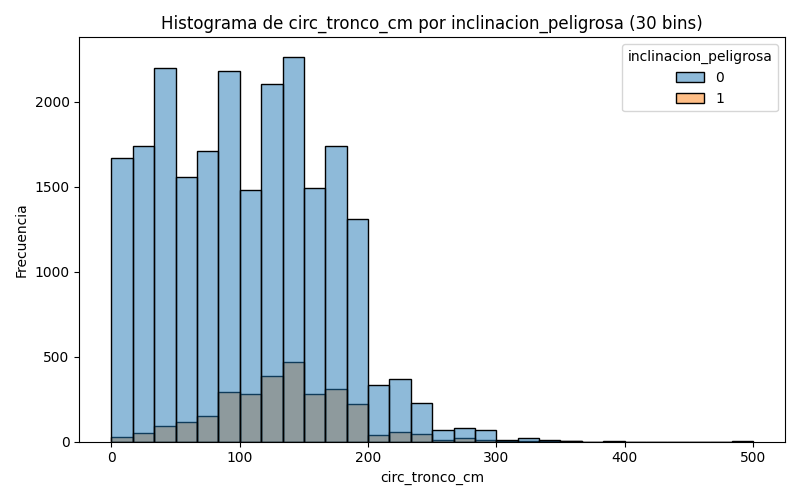 Histograma de circ_tronco_cm por inclinacion_peligrosa (30 bins)
inclinacion_peligrosa
0
1
Frecuencia
2000
1500
1000
500
0
0 100 200 300 400 500
circ_tronco_cm